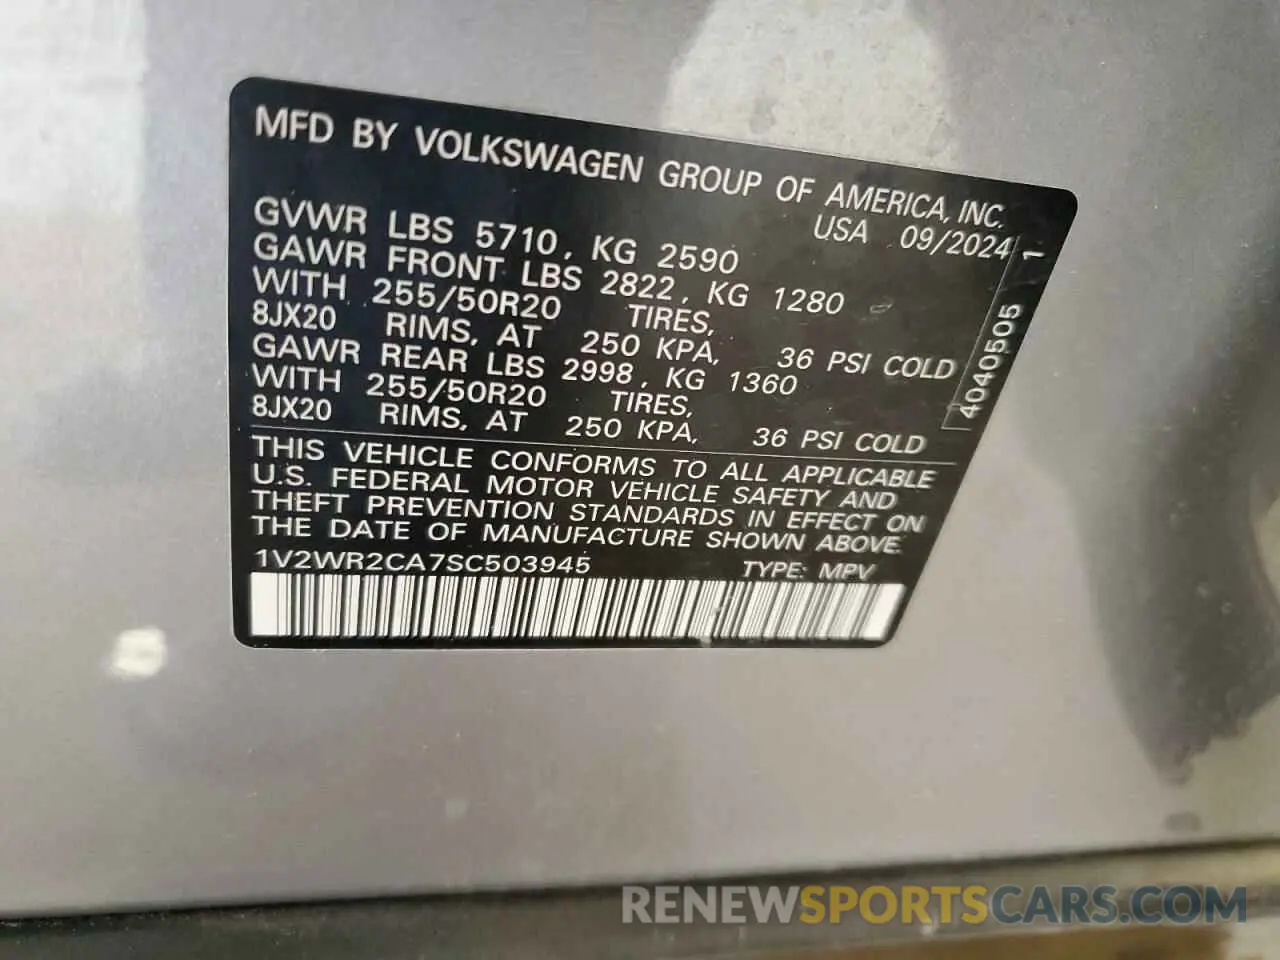 MFD BY VOLKSWAGEN GROUP OF AMERICA, INC.
USA 09/2024
GVWR LBS 5710, KG 2590
GAWR FRONT LBS 2822, KG 1280
WITH 255/50R20 TIRES,
8JX20 RIMS, AT 250 KPA, 36 PSI COLD
GAWR REAR LBS 2998, KG 1360
WITH 255/50R20 TIRES,
8JX20 RIMS, AT 250 KPA, 36 PSI COLD
4040505 1
THIS VEHICLE CONFORMS TO ALL APPLICABLE
U.S. FEDERAL MOTOR VEHICLE SAFETY AND
THEFT PREVENTION STANDARDS IN EFFECT ON
THE DATE OF MANUFACTURE SHOWN ABOVE.
1V2WR2CA7SC503945 TYPE: MPV
RENEWSPORTSCARS.COM